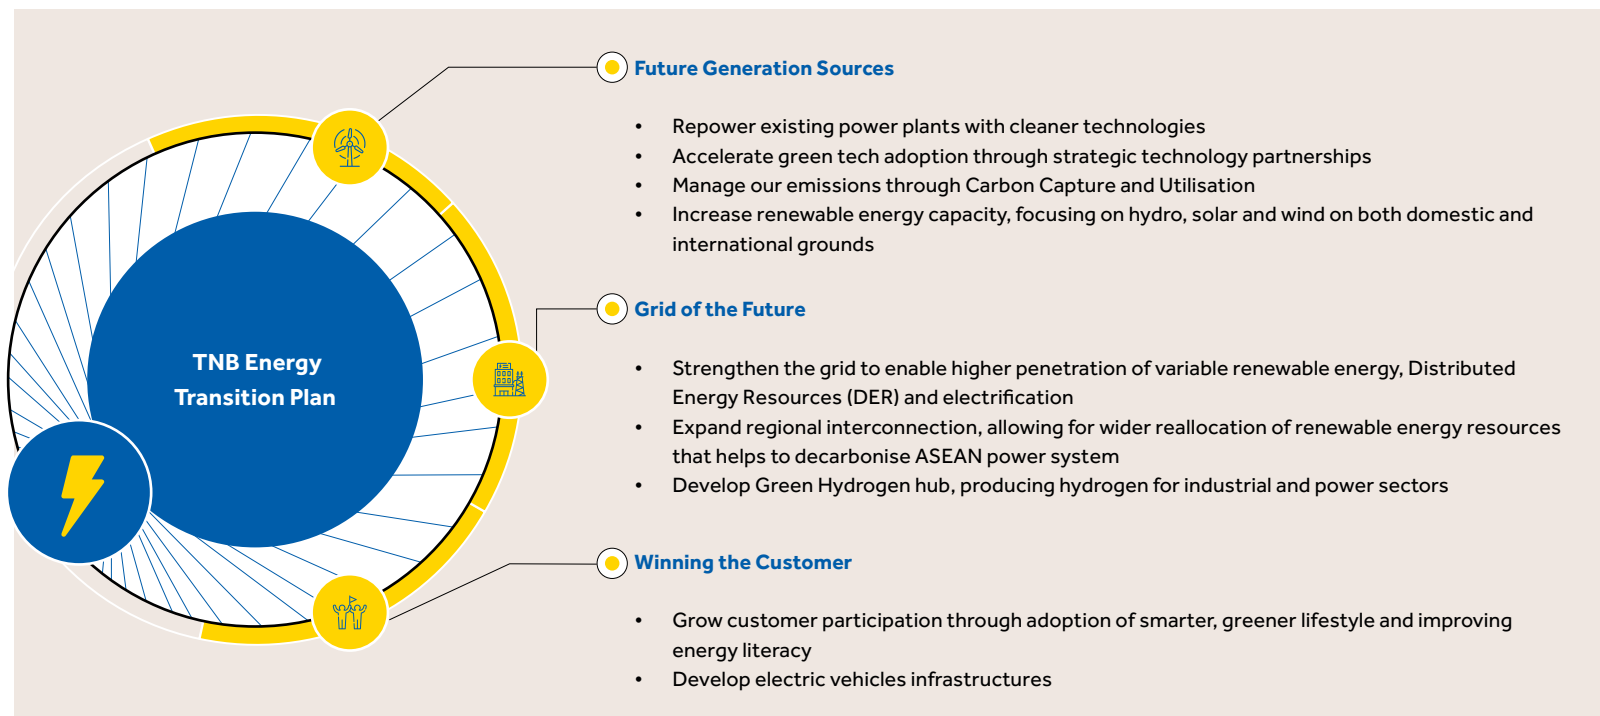 TNB Energy
Transition Plan
Future Generation Sources
• Repower existing power plants with cleaner technologies
• Accelerate green tech adoption through strategic technology partnerships
• Manage our emissions through Carbon Capture and Utilisation
• Increase renewable energy capacity, focusing on hydro, solar and wind on both domestic and
international grounds
Grid of the Future
• Strengthen the grid to enable higher penetration of variable renewable energy, Distributed
Energy Resources (DER) and electrification
• Expand regional interconnection, allowing for wider reallocation of renewable energy resources
that helps to decarbonise ASEAN power system
• Develop Green Hydrogen hub, producing hydrogen for industrial and power sectors
Winning the Customer
• Grow customer participation through adoption of smarter, greener lifestyle and improving
energy literacy
• Develop electric vehicles infrastructures